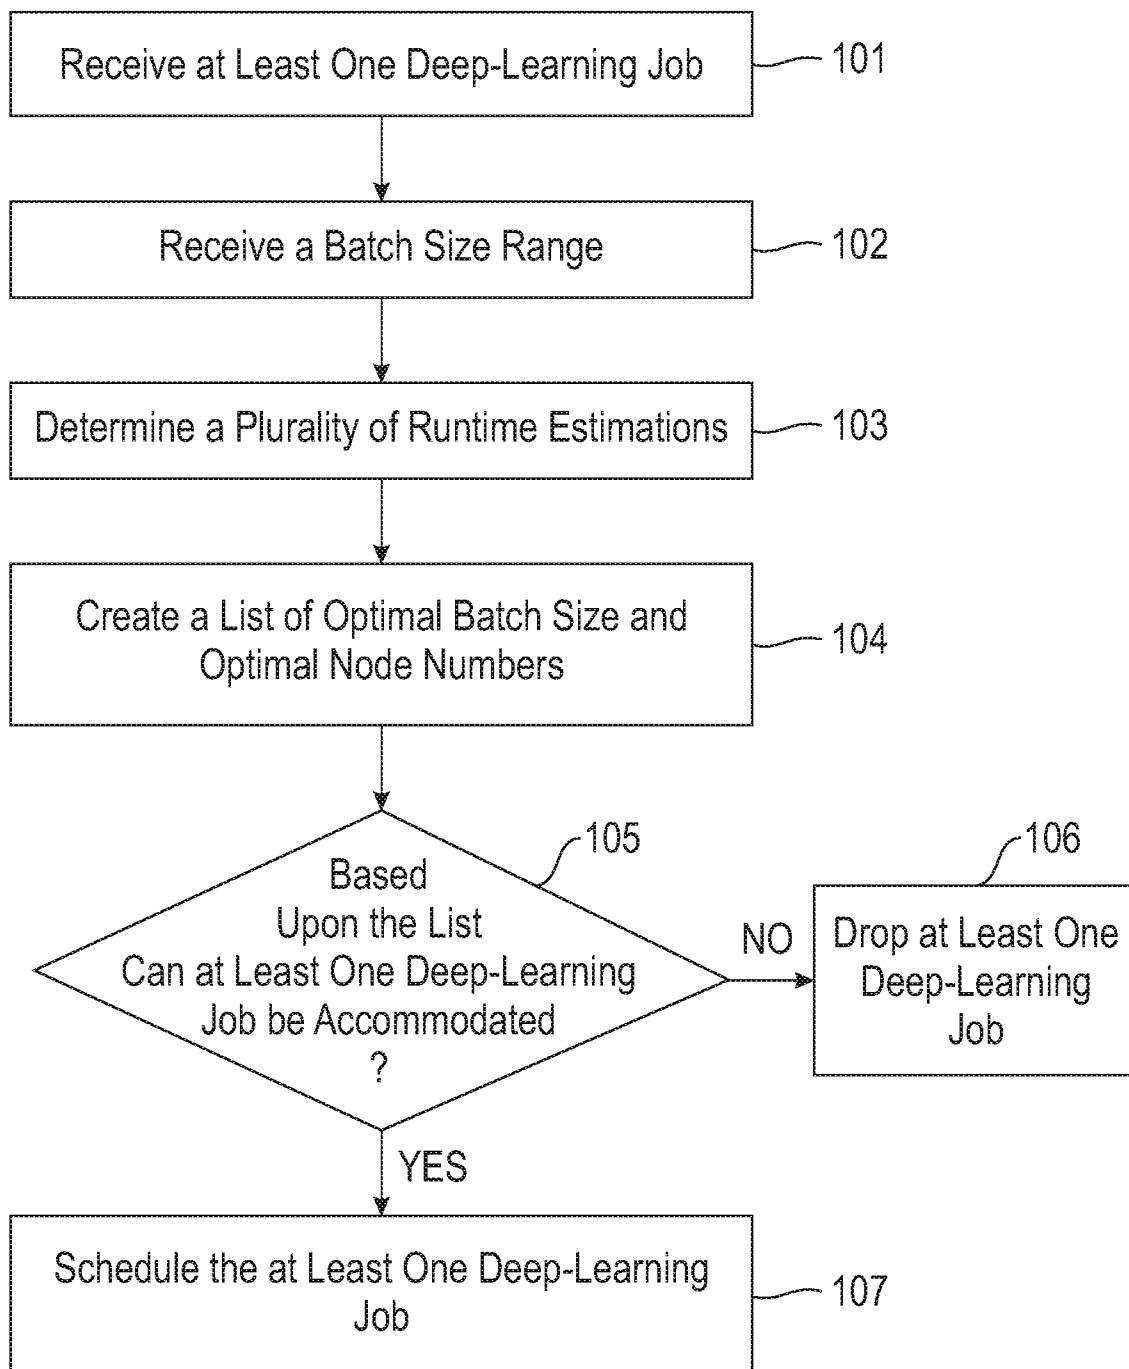 Receive at Least One Deep-Learning Job
101
Receive a Batch Size Range
102
Determine a Plurality of Runtime Estimations
103
Create a List of Optimal Batch Size and
Optimal Node Numbers
104
105
Based
Upon the List
Can at Least One Deep-Learning
Job be Accommodated
?
NO
106
Drop at Least One
Deep-Learning
Job
YES
Schedule the at Least One Deep-Learning
Job
107